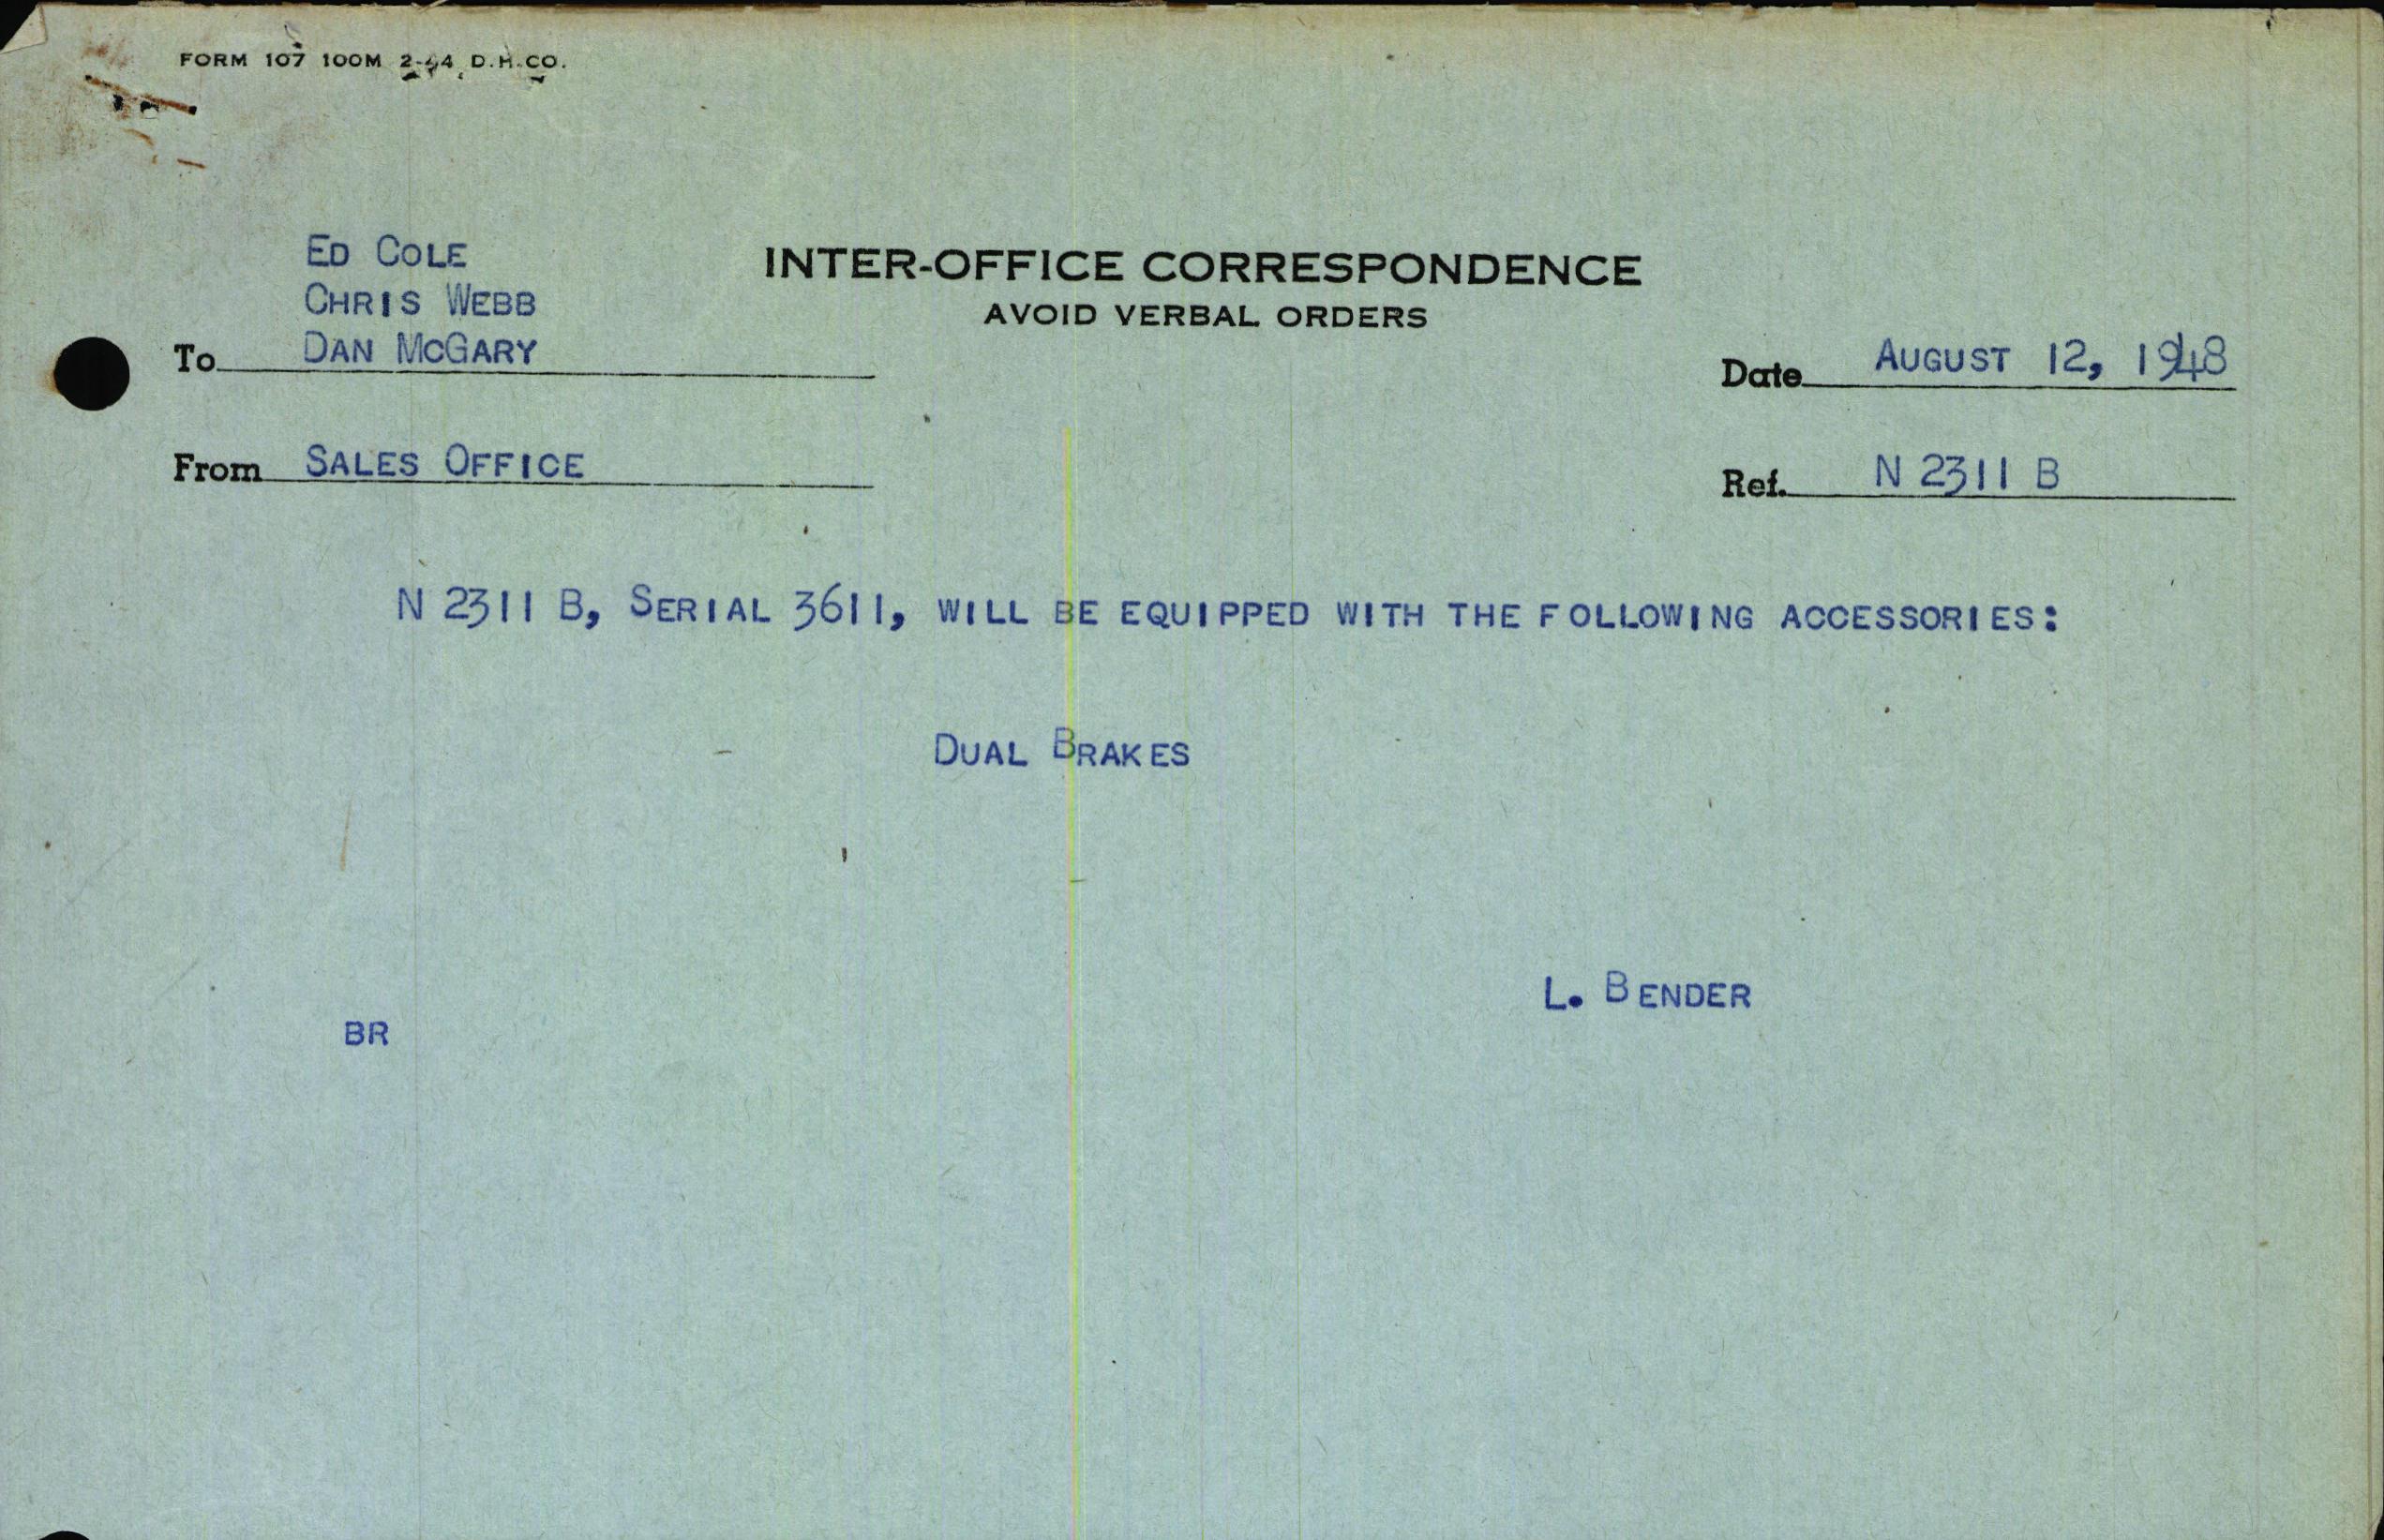 FORM 107 100M 2-44 D.H.CO.
INTER-OFFICE CORRESPONDENCE
AVOID VERBAL ORDERS
ED COLE
CHRIS WEBB
To DAN MCGARY
Date AUGUST 12, 1948
From SALES OFFICE
Ref. N 2311 B
N 2311 B, SERIAL 3611, WILL BE EQUIPPED WITH THE FOLLOWING ACCESSORIES:
DUAL BRAKES
L. BENDER
BR